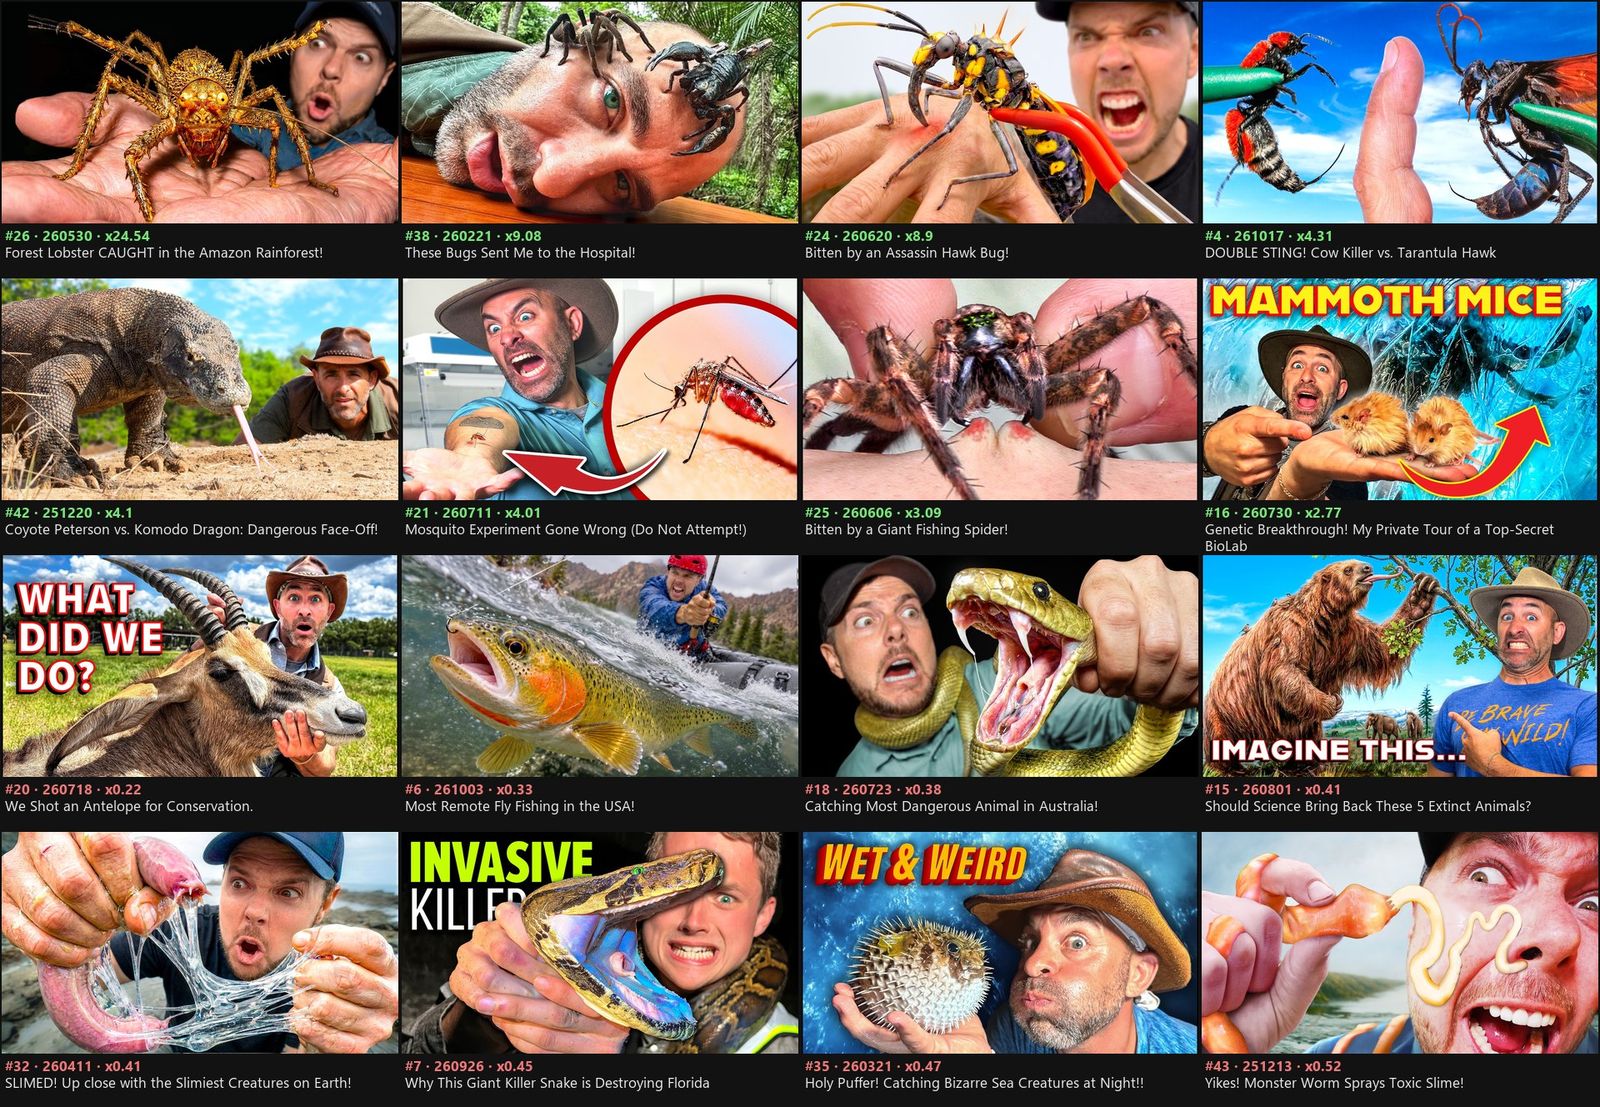 #26 · 260530 · x24.54
Forest Lobster CAUGHT in the Amazon Rainforest!
#38 · 260221 · x9.08
These Bugs Sent Me to the Hospital!
#24 · 260620 · x8.9
Bitten by an Assassin Hawk Bug!
#4 · 261017 · x4.31
DOUBLE STING! Cow Killer vs. Tarantula Hawk
#42 · 251220 · x4.1
Coyote Peterson vs. Komodo Dragon: Dangerous Face-Off!
#21 · 260711 · x4.01
Mosquito Experiment Gone Wrong (Do Not Attempt!)
#25 · 260606 · x3.09
Bitten by a Giant Fishing Spider!
MAMMOTH MICE
#16 · 260730 · x2.77
Genetic Breakthrough! My Private Tour of a Top-Secret
BioLab
WHAT
DID WE
DO?
#20 · 260718 · x0.22
We Shot an Antelope for Conservation.
#6 · 261003 · x0.33
Most Remote Fly Fishing in the USA!
#18 · 260723 · x0.38
Catching Most Dangerous Animal in Australia!
BRAVE
WILD!
IMAGINE THIS...
#15 · 260801 · x0.41
Should Science Bring Back These 5 Extinct Animals?
#32 · 260411 · x0.41
SLIMED! Up close with the Slimiest Creatures on Earth!
INVASIVE
KILLER
#7 · 260926 · x0.45
Why This Giant Killer Snake is Destroying Florida
WET & WEIRD
#35 · 260321 · x0.47
Holy Puffer! Catching Bizarre Sea Creatures at Night!!
#43 · 251213 · x0.52
Yikes! Monster Worm Sprays Toxic Slime!